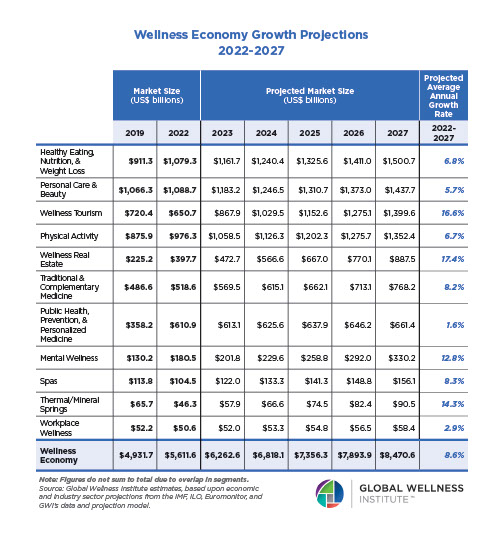 Wellness Economy Growth Projections
2022-2027
Market Size
(US$ billions)
Projected Market Size
(US$ billions)
Projected
Average
Annual
Growth
Rate
2019 2022 2023 2024 2025 2026 2027 2022-
2027
Healthy Eating,
Nutrition, &
Weight Loss
$911.3 $1,079.3 $1,161.7 $1,240.4 $1,325.6 $1,411.0 $1,500.7 6.8%
Personal Care &
Beauty
$1,066.3 $1,088.7 $1,183.2 $1,246.5 $1,310.7 $1,373.0 $1,437.7 5.7%
Wellness Tourism $720.4 $650.7 $867.9 $1,029.5 $1,152.6 $1,275.1 $1,399.6 16.6%
Physical Activity $875.9 $976.3 $1,058.5 $1,126.3 $1,202.3 $1,275.7 $1,352.4 6.7%
Wellness Real
Estate
$225.2 $397.7 $472.7 $566.6 $667.0 $770.1 $887.5 17.4%
Traditional &
Complementary
Medicine
$486.6 $518.6 $569.5 $615.1 $662.1 $713.1 $768.2 8.2%
Public Health,
Prevention, &
Personalized
Medicine
$358.2 $610.9 $613.1 $625.6 $637.9 $646.2 $661.4 1.6%
Mental Wellness $130.2 $180.5 $201.8 $229.6 $258.8 $292.0 $330.2 12.8%
Spas $113.8 $104.5 $122.0 $133.3 $141.3 $148.8 $156.1 8.3%
Thermal/Mineral
Springs
$65.7 $46.3 $57.9 $66.6 $74.5 $82.4 $90.5 14.3%
Workplace
Wellness
$52.2 $50.6 $52.0 $53.3 $54.8 $56.5 $58.4 2.9%
Wellness
Economy
$4,931.7 $5,611.6 $6,262.6 $6,818.1 $7,356.3 $7,893.9 $8,470.6 8.6%
Note: Figures do not sum to total due to overlap in segments.
Source: Global Wellness Institute estimates, based upon economic
and industry sector projections from the IMF, ILO, Euromonitor, and
GWI's data and projection model.
GLOBAL WELLNESS
INSTITUTE™